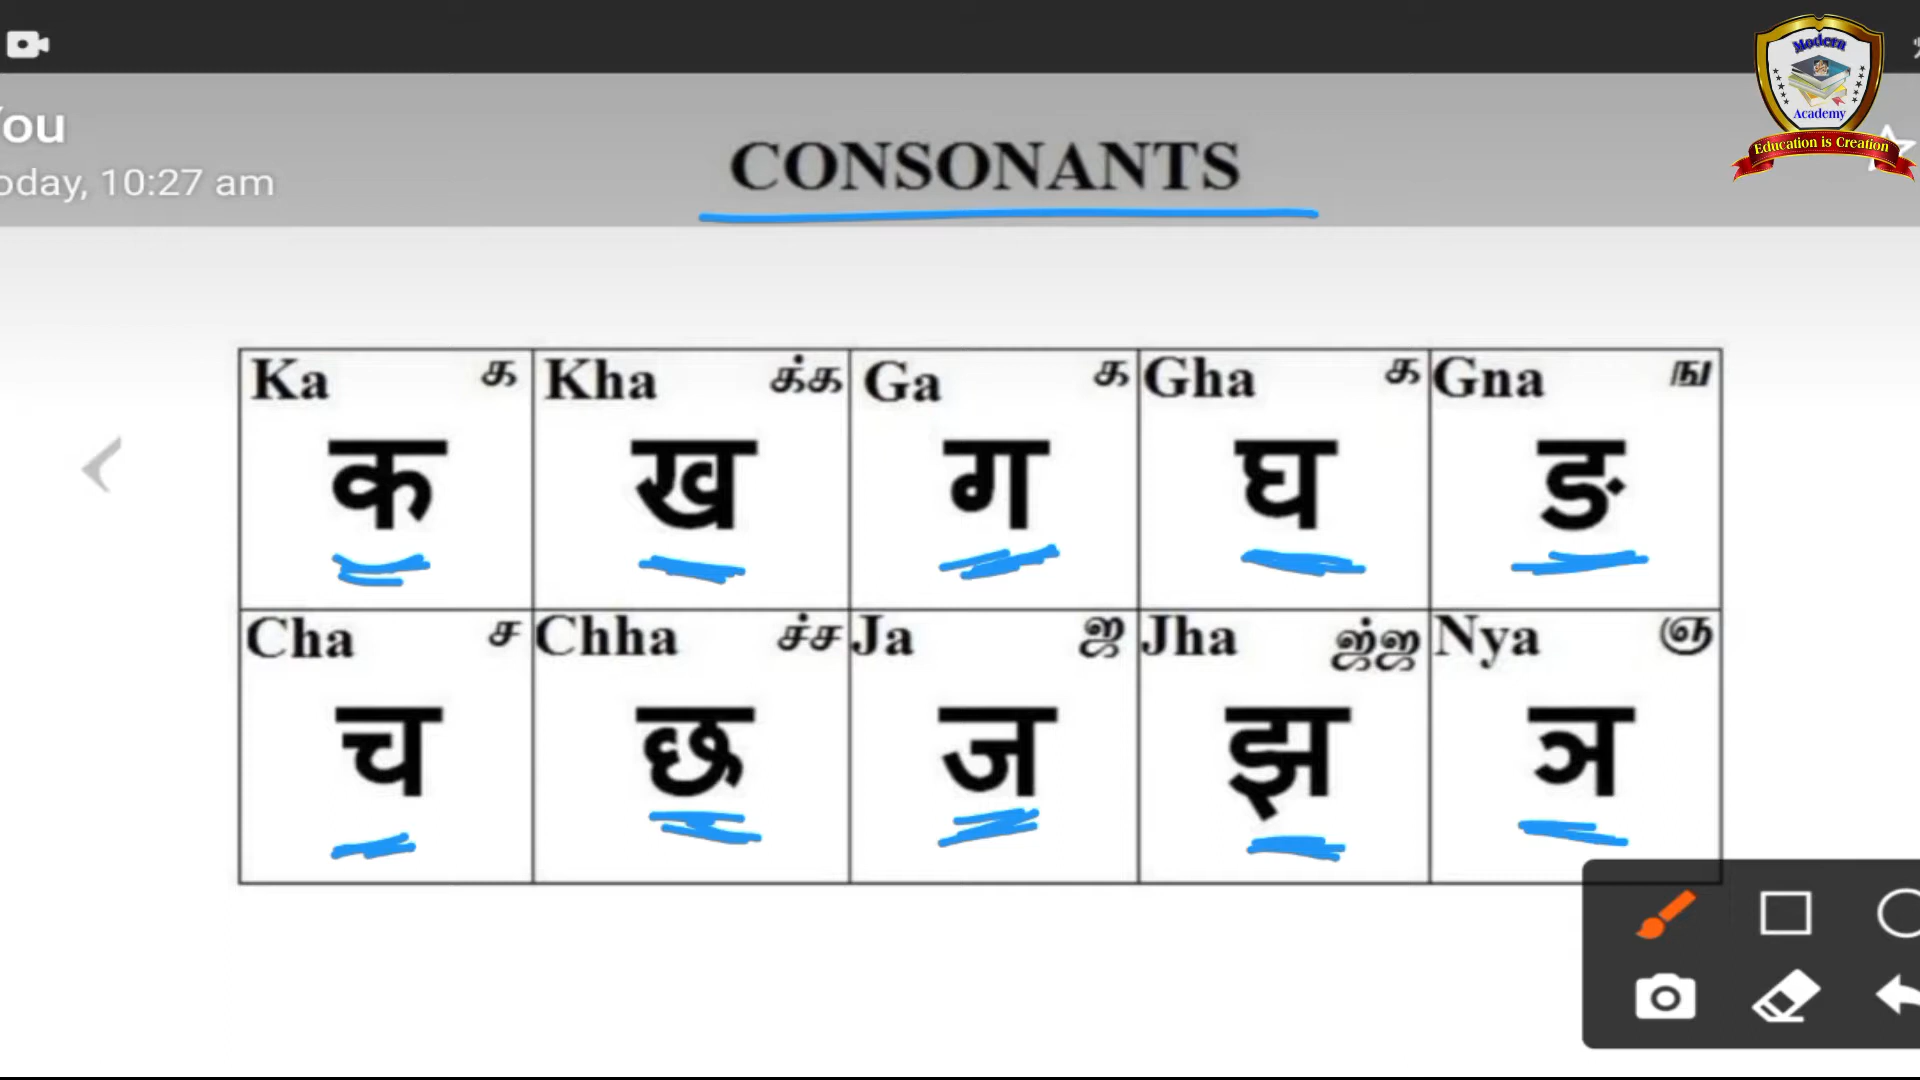 Modern
Academy
Education is Creation
You
oday, 10:27 am
CONSONANTS
Ka க Kha க்க Ga க Gha க Gna ங
क ख ग घ ङ
Cha ச Chha ச்ச Ja ஜ Jha ஜ்ஜ Nya ஞ
च छ ज झ ञ